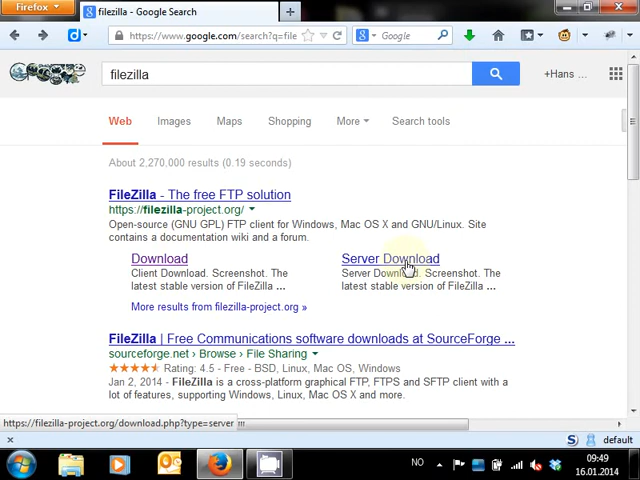 Firefox
filezilla - Google Search
https://www.google.com/search?q=file
Google
filezilla
+Hans ...
Web
Images
Maps
Shopping
More
Search tools
About 2,270,000 results (0.19 seconds)
FileZilla - The free FTP solution
https://filezilla-project.org/
Open-source (GNU GPL) FTP client for Windows, Mac OS X and GNU/Linux. Site
contains a documentation wiki and a forum.
Download
Client Download. Screenshot. The
latest stable version of FileZilla ...
Server Download
Server Download. Screenshot. The
latest stable version of FileZilla ...
More results from filezilla-project.org »
FileZilla | Free Communications software downloads at SourceForge ...
sourceforge.net › Browse › File Sharing
Rating: 4.5 - Free - BSD, Linux, Mac OS, Windows
Jan 2, 2014 - FileZilla is a cross-platform graphical FTP, FTPS and SFTP client with a
lot of features, supporting Windows, Linux, Mac OS X and more.
https://filezilla-project.org/download.php?type=server
default
NO
09:49
16.01.2014